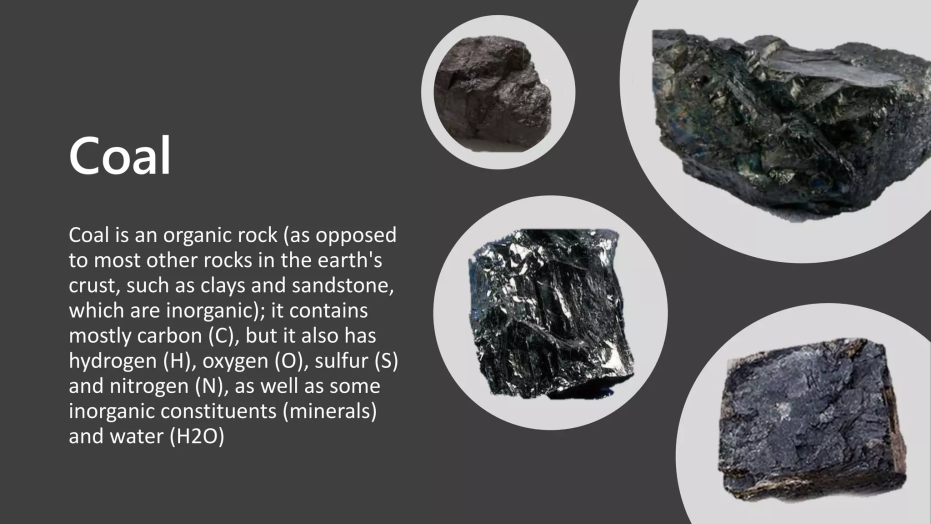 Coal
Coal is an organic rock (as opposed
to most other rocks in the earth's
crust, such as clays and sandstone,
which are inorganic); it contains
mostly carbon (C), but it also has
hydrogen (H), oxygen (O), sulfur (S)
and nitrogen (N), as well as some
inorganic constituents (minerals)
and water (H2O)